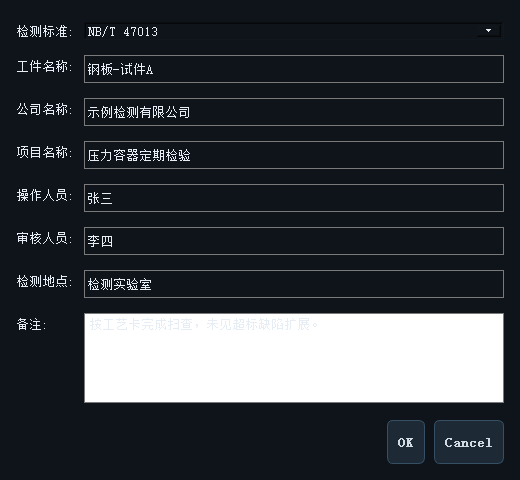 检测标准: NB/T 47013
工件名称: 钢板-试件A
公司名称: 示例检测有限公司
项目名称: 压力容器定期检验
操作人员: 张三
审核人员: 李四
检测地点: 检测实验室
备注: 按工艺卡完成扫查，未见超标缺陷扩展。
OK Cancel